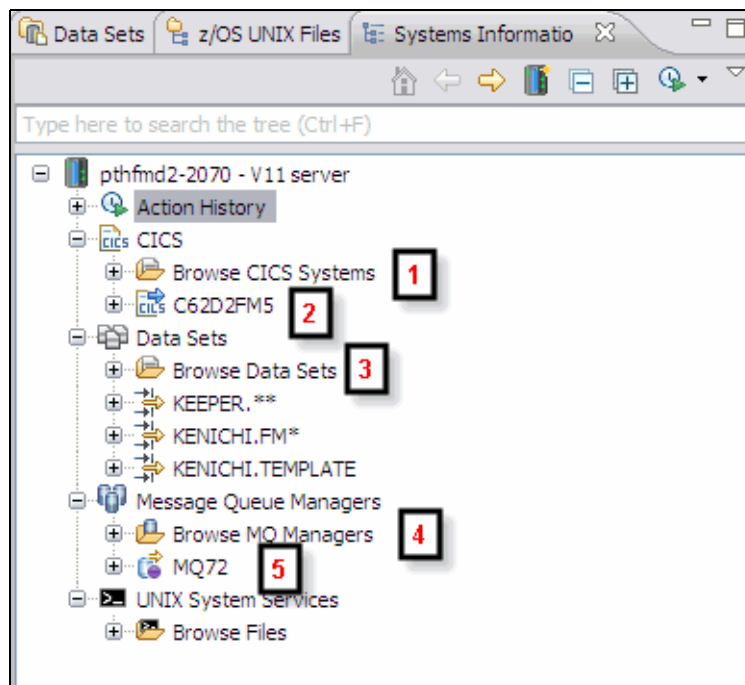 Data Sets z/OS UNIX Files Systems Informatio
Type here to search the tree (Ctrl+F)
pthfmd2-2070 - V11 server
Action History
CICS CICS
Browse CICS Systems 1
CICS C62D2FM5 2
Data Sets
Browse Data Sets 3
KEEPER.**
KENICHI.FM*
KENICHI.TEMPLATE
Message Queue Managers
Browse MQ Managers 4
MQ72 5
UNIX System Services
Browse Files